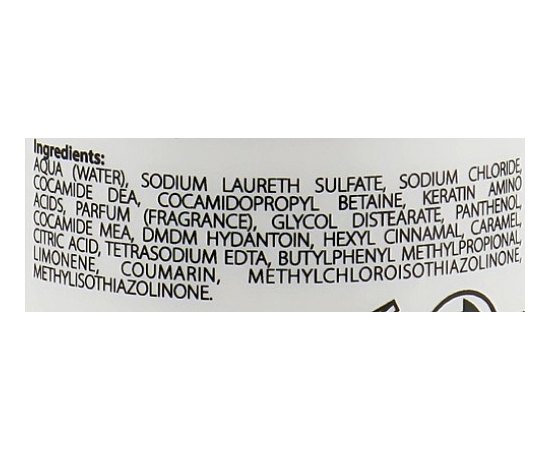 Ingredients:
AQUA (WATER), SODIUM LAURETH SULFATE, SODIUM CHLORIDE,
COCAMIDE DEA, COCAMIDOPROPYL BETAINE, KERATIN AMINO
ACIDS, PARFUM (FRAGRANCE), GLYCOL DISTEARATE, PANTHENOL,
COCAMIDE MEA, DMDM HYDANTOIN, HEXYL CINNAMAL, CARAMEL,
CITRIC ACID, TETRASODIUM EDTA, BUTYLPHENYL METHYLPROPIONAL,
LIMONENE, COUMARIN, METHYLCHLOROISOTHIAZOLINONE,
METHYLISOTHIAZOLINONE.